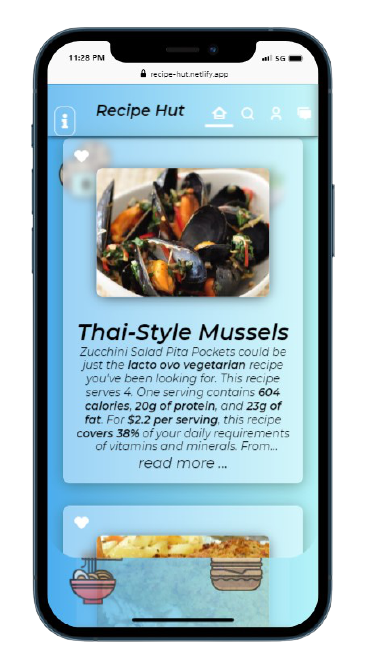 11:28 PM
5G
recipe-hut.netlify.app
Recipe Hut
Thai-Style Mussels
Zucchini Salad Pita Pockets could be
just the lacto ovo vegetarian recipe
you've been looking for. This recipe
serves 4. One serving contains 604
calories, 20g of protein, and 23g of
fat. For $2.2 per serving, this recipe
covers 38% of your daily requirements
of vitamins and minerals. From...
read more ...